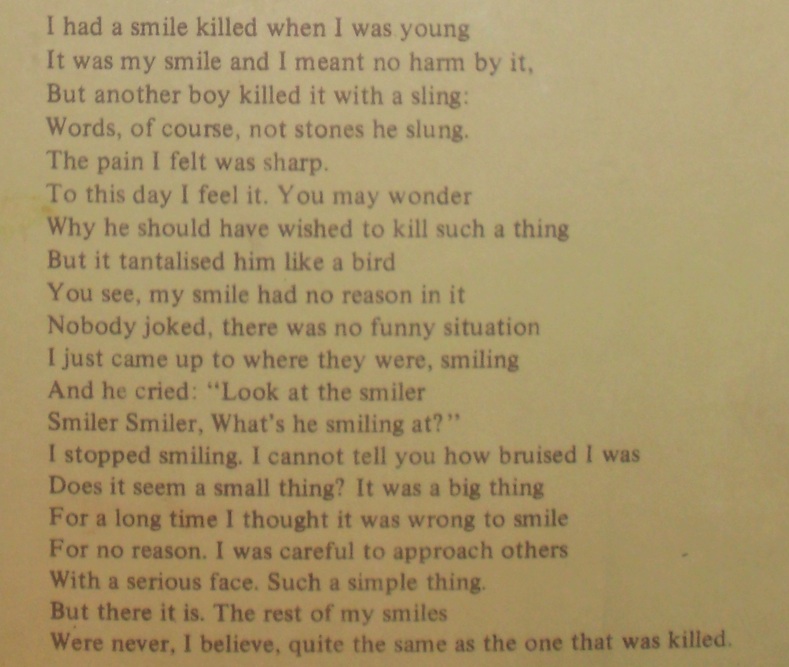 I had a smile killed when I was young
It was my smile and I meant no harm by it,
But another boy killed it with a sling:
Words, of course, not stones he slung.
The pain I felt was sharp.
To this day I feel it. You may wonder
Why he should have wished to kill such a thing
But it tantalised him like a bird
You see, my smile had no reason in it
Nobody joked, there was no funny situation
I just came up to where they were, smiling
And he cried: “Look at the smiler
Smiler Smiler, What's he smiling at?”
I stopped smiling. I cannot tell you how bruised I was
Does it seem a small thing? It was a big thing
For a long time I thought it was wrong to smile
For no reason. I was careful to approach others
With a serious face. Such a simple thing.
But there it is. The rest of my smiles
Were never, I believe, quite the same as the one that was killed.